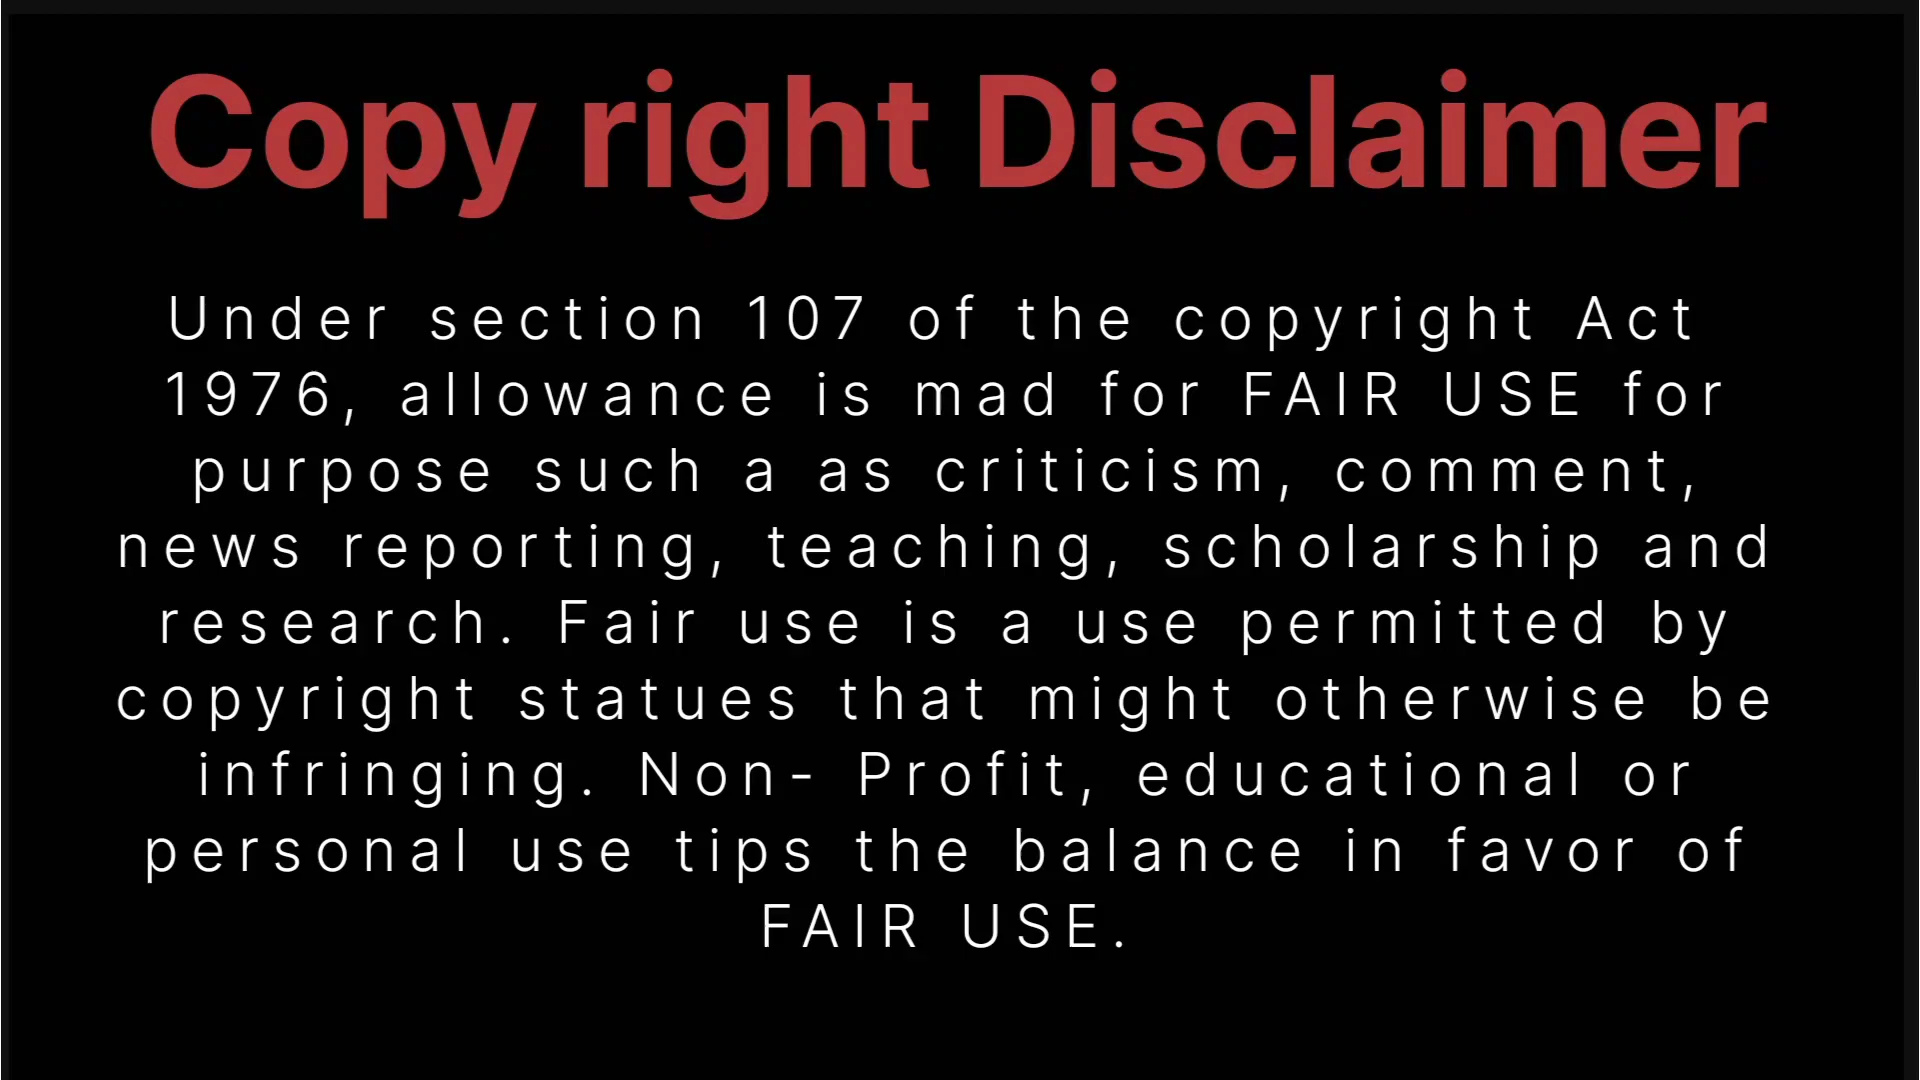 Copy right Disclaimer
Under section 107 of the copyright Act
1976, allowance is mad for FAIR USE for
purpose such a as criticism, comment,
news reporting, teaching, scholarship and
research. Fair use is a use permitted by
copyright statues that might otherwise be
infringing. Non- Profit, educational or
personal use tips the balance in favor of
FAIR USE.